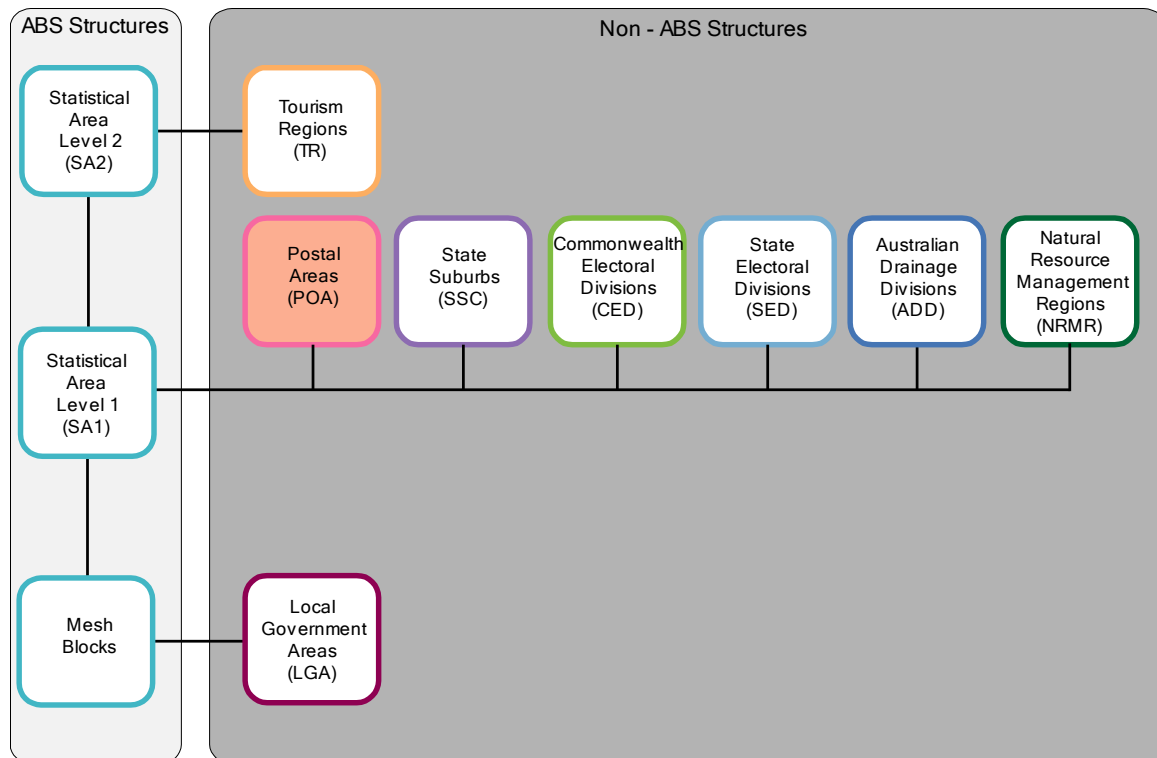 ABS Structures
Non - ABS Structures
Statistical
Area
Level 2
(SA2)
Tourism
Regions
(TR)
Postal
Areas
(POA)
State
Suburbs
(SSC)
Commonwealth
Electoral
Divisions
(CED)
State
Electoral
Divisions
(SED)
Australian
Drainage
Divisions
(ADD)
Natural
Resource
Management
Regions
(NRMR)
Statistical
Area
Level 1
(SA1)
Mesh
Blocks
Local
Government
Areas
(LGA)